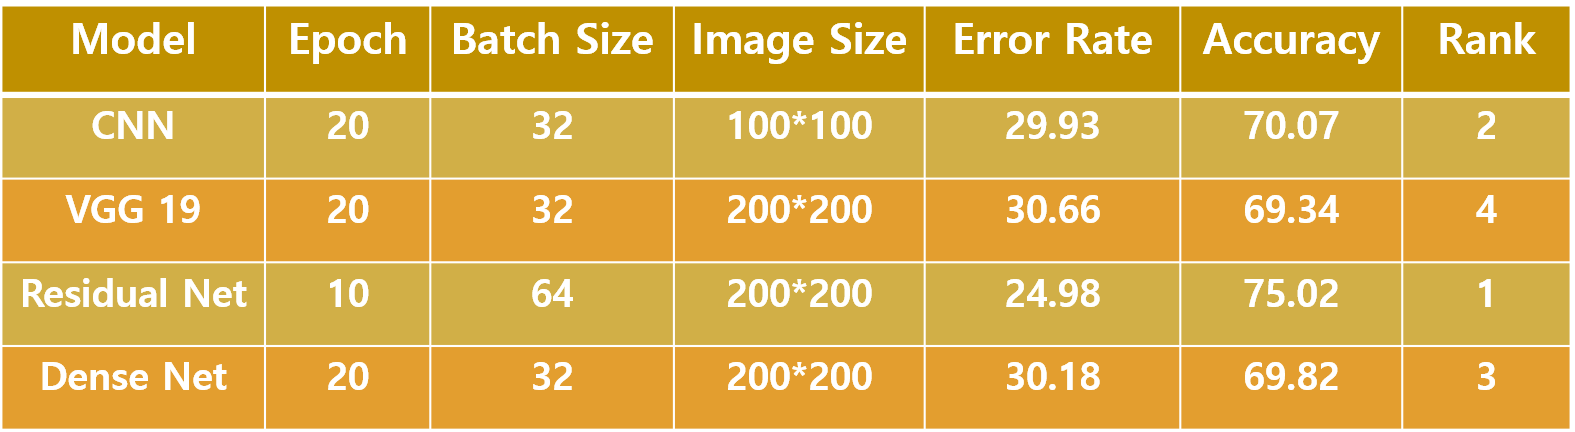 Model Epoch Batch Size Image Size Error Rate Accuracy Rank
CNN 20 32 100*100 29.93 70.07 2
VGG 19 20 32 200*200 30.66 69.34 4
Residual Net 10 64 200*200 24.98 75.02 1
Dense Net 20 32 200*200 30.18 69.82 3